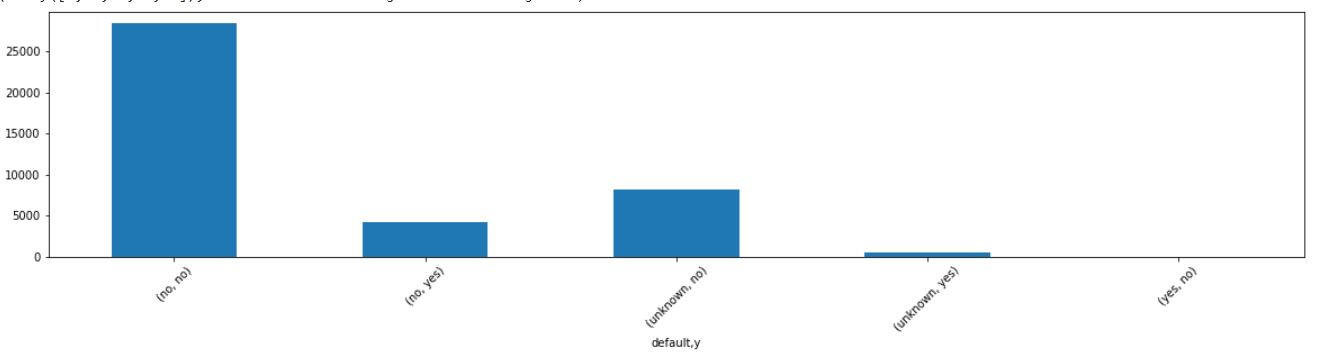 25000
20000
15000
10000
5000
0
(no, no)
(no, yes)
(unknown, no)
(unknown, yes)
(yes, no)
default,y